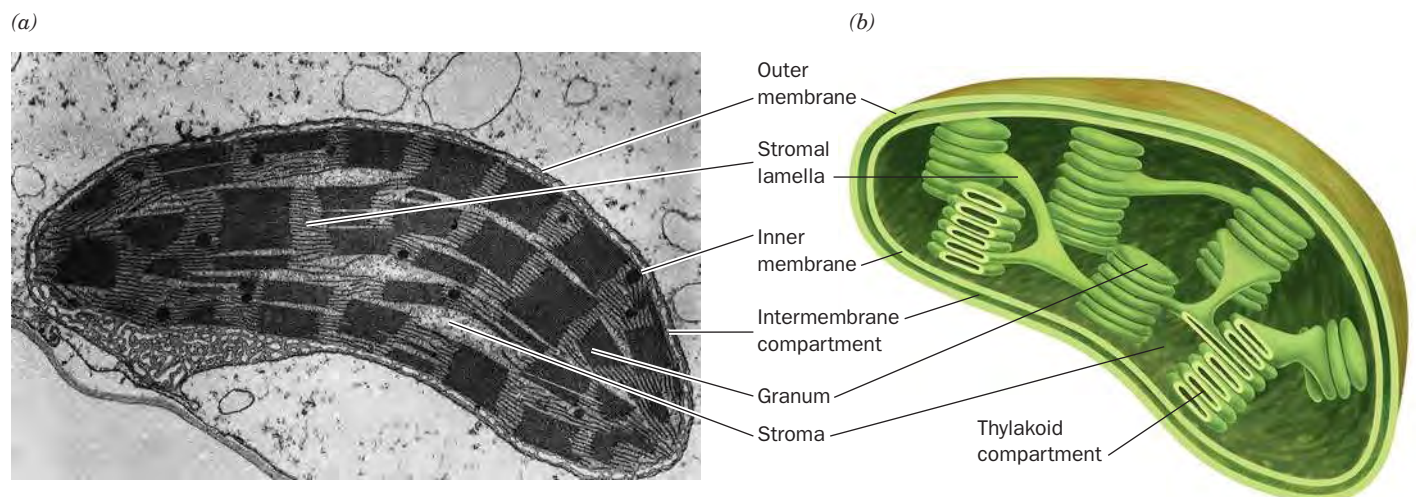 (a)
(b)
Outer
membrane
Stromal
lamella
Inner
membrane
Intermembrane
compartment
Granum
Stroma
Thylakoid
compartment